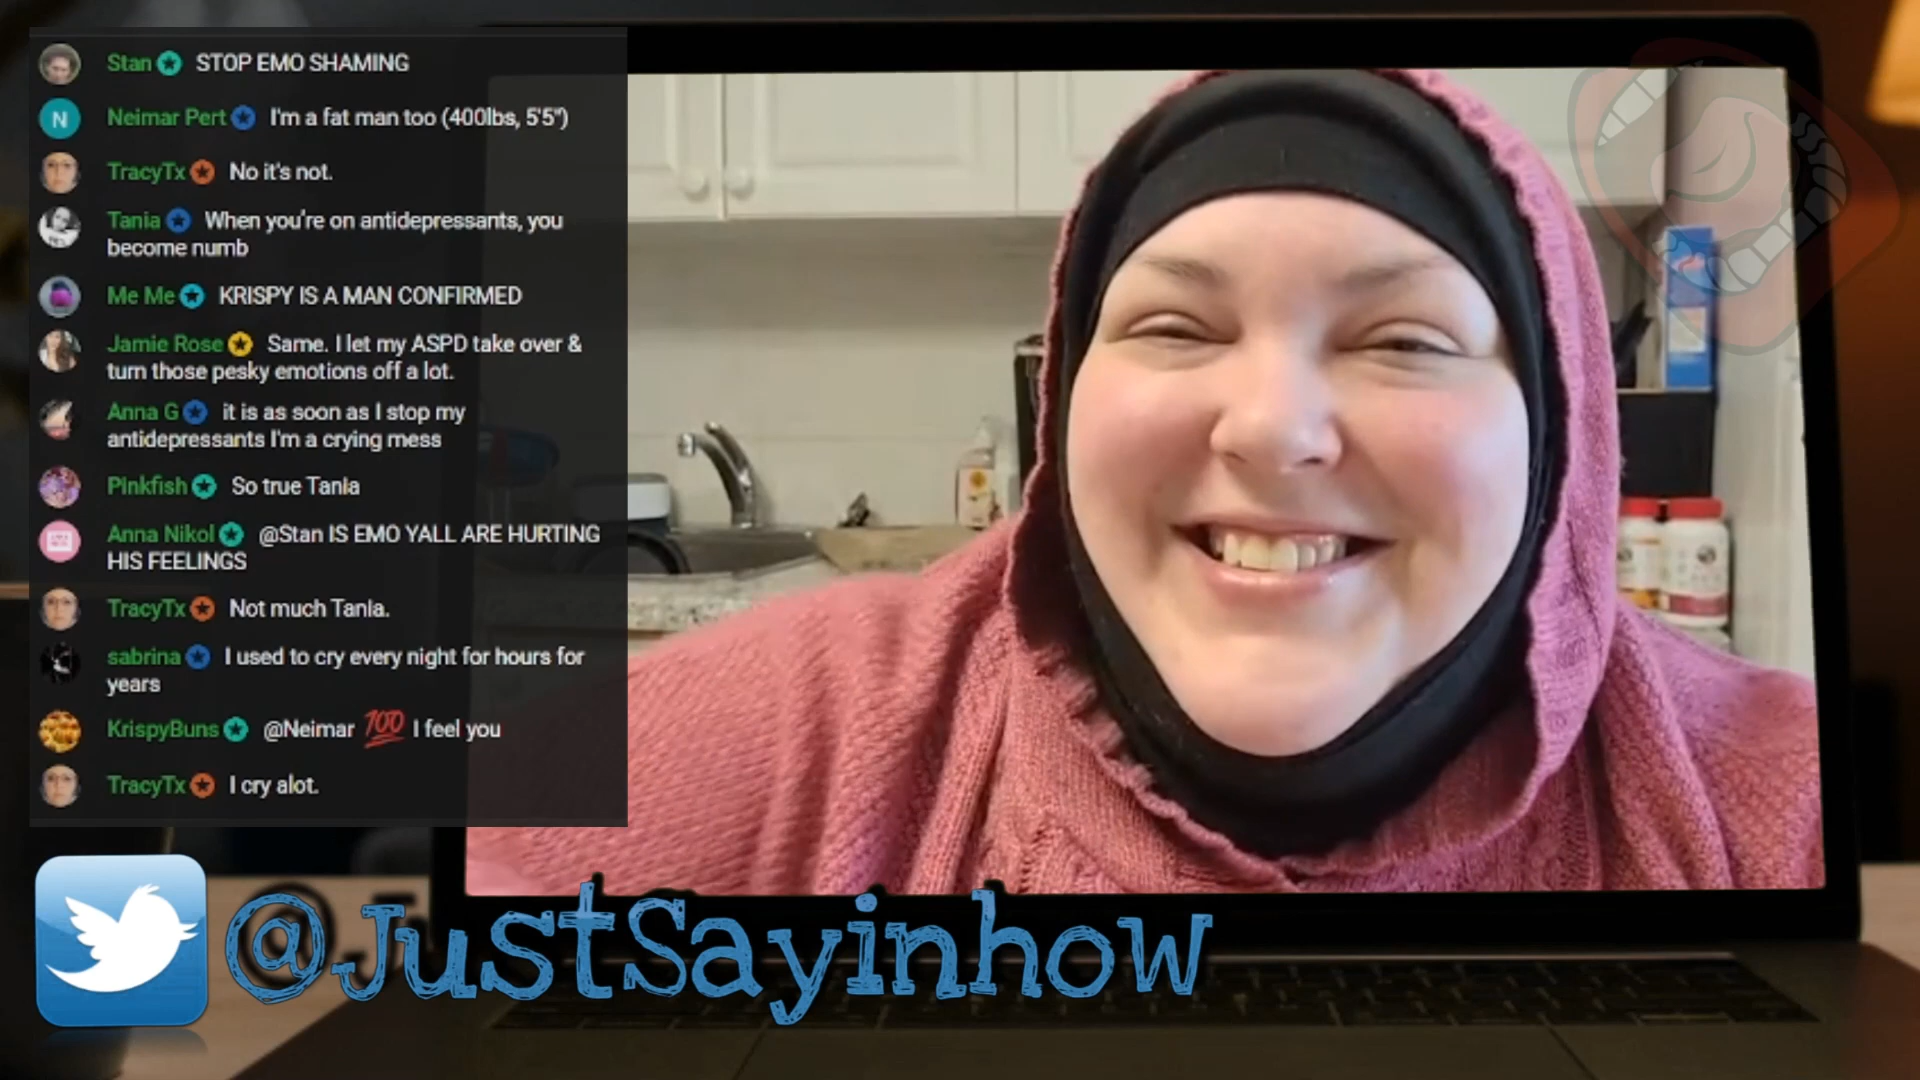 Stan STOP EMO SHAMING
N
Neimar Pert I'm a fat man too (400lbs, 5'5")
TracyTx No it's not.
Tania When you're on antidepressants, you
become numb
Me Me KRISPY IS A MAN CONFIRMED
Jamie Rose Same. I let my ASPD take over &
turn those pesky emotions off a lot.
Anna G it is as soon as I stop my
antidepressants I'm a crying mess
Pinkfish So true Tania
Anna Nikol @Stan IS EMO YALL ARE HURTING
HIS FEELINGS
TracyTx Not much Tania.
sabrina I used to cry every night for hours for
years
KrispyBuns @Neimar 💯 I feel you
TracyTx I cry alot.
@JustSayinhow